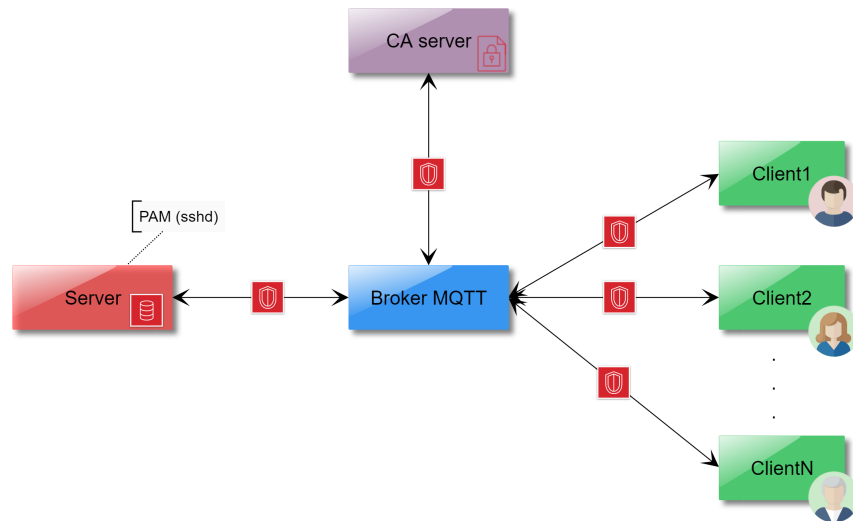 CA server
Client1
PAM (sshd)
Server
Broker MQTT
Client2
.
.
.
ClientN